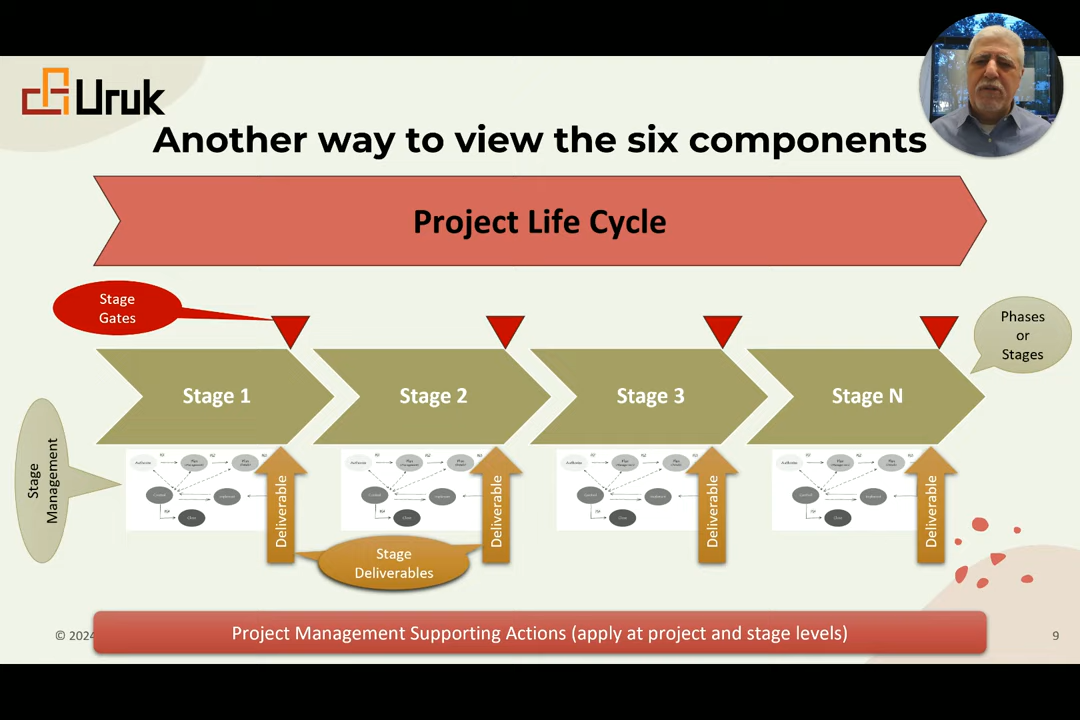 Uruk
Another way to view the six components
Project Life Cycle
Stage
Gates
Phases
or
Stages
Stage 1
Stage 2
Stage 3
Stage N
Stage
Management
Deliverable
Deliverable
Deliverable
Deliverable
Stage
Deliverables
© 2024
Project Management Supporting Actions (apply at project and stage levels)
9